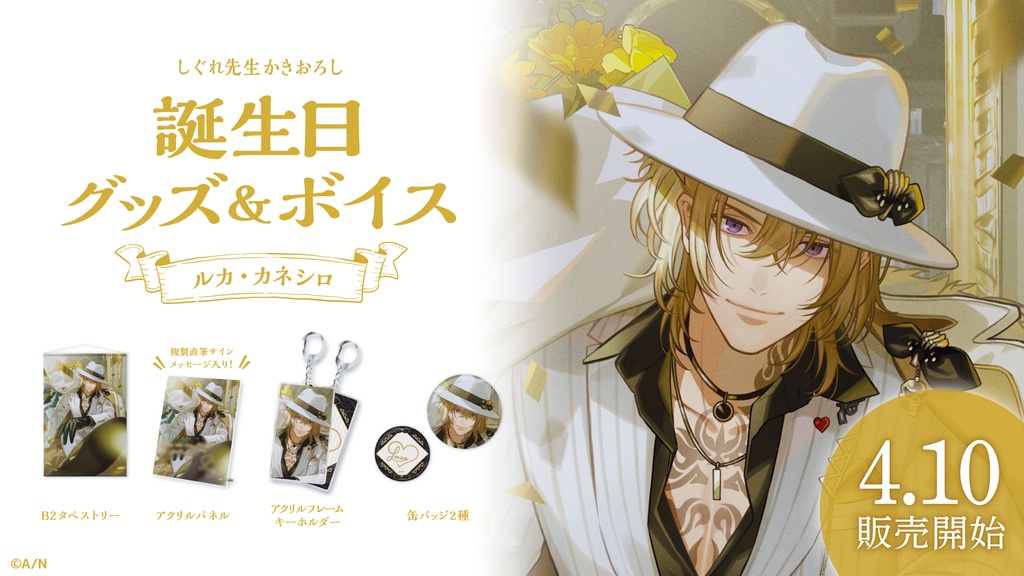 しぐれ先生かきおろし
誕生日
グッズ&ボイス
ルカ・カネシロ
複製直筆サイン
メッセージ入り!
Luca
B2タペストリー
アクリルパネル
アクリルフレーム
キーホルダー
缶バッジ2種
4.10
販売開始
©A/N